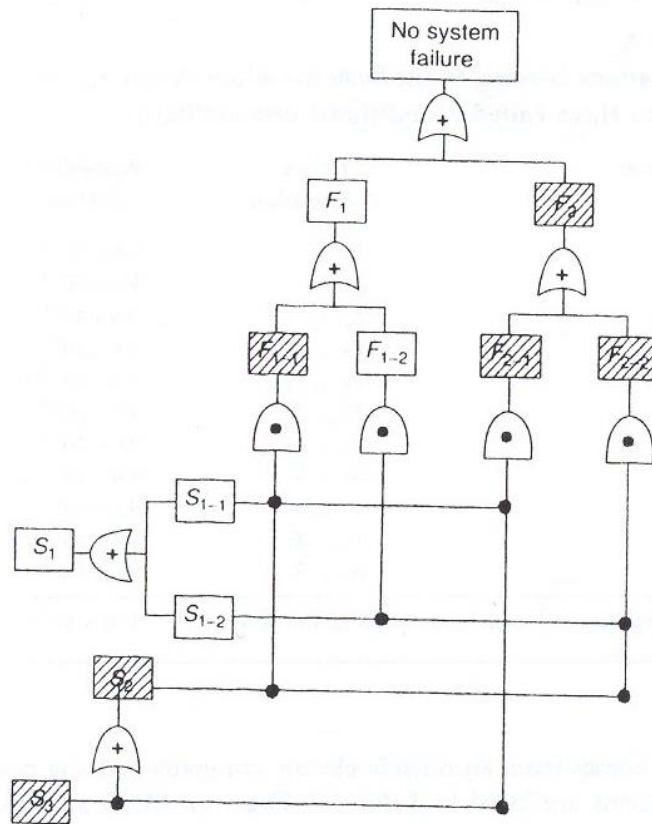 No system
failure
+
F₁
F₂
+
+
F₁₋₁
F₁₋₂
F₂₋₁
F₂₋₂
S₁₋₁
S₁
+
S₁₋₂
S₂
+
S₃